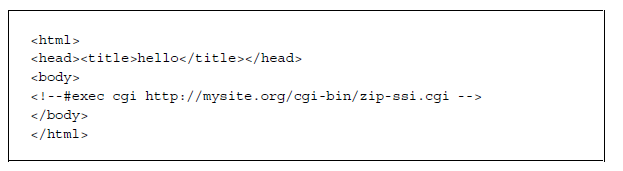 <html>
<head><title>hello</title></head>
<body>
<!--#exec cgi http://mysite.org/cgi-bin/zip-ssi.cgi -->
</body>
</html>